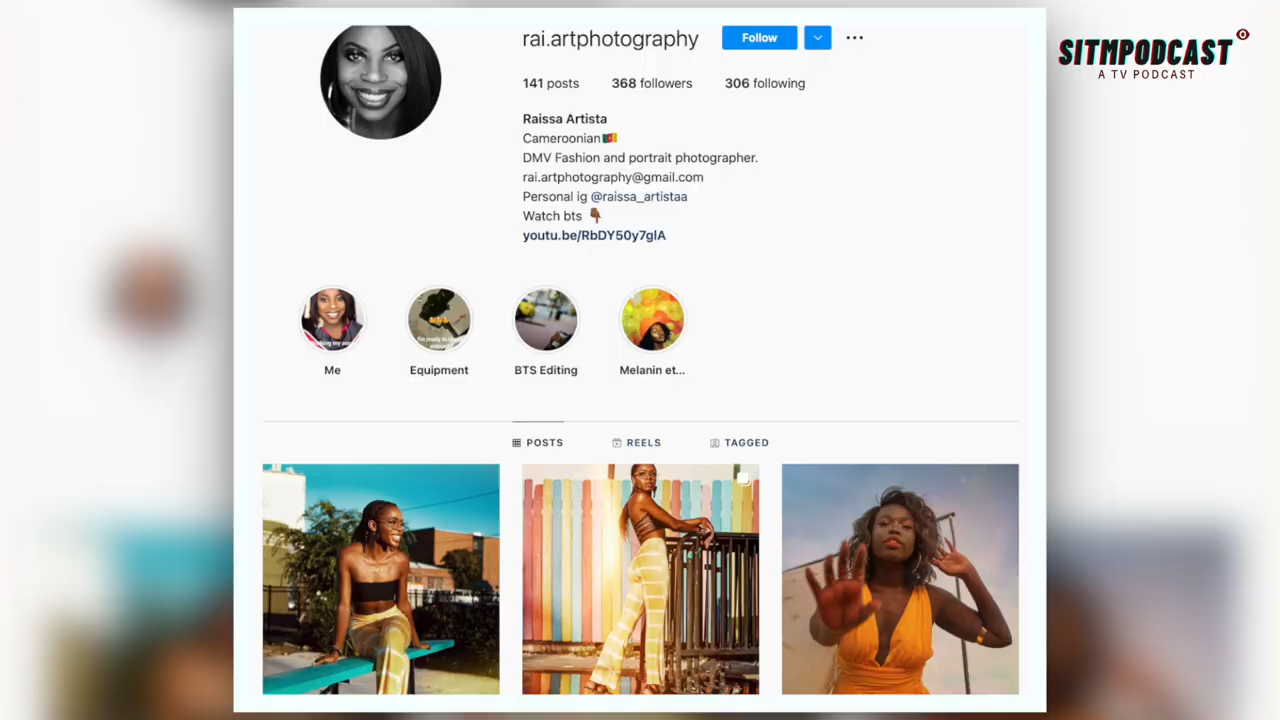 rai.artphotography
Follow
141 posts 368 followers 306 following
Raissa Artista
Cameroonian
DMV Fashion and portrait photographer.
rai.artphotography@gmail.com
Personal ig @raissa_artistaa
Watch bts
youtu.be/RbDY50y7glA
Me
Equipment
BTS Editing
Melanin et...
POSTS
REELS
TAGGED
SITMPODCAST
A TV PODCAST